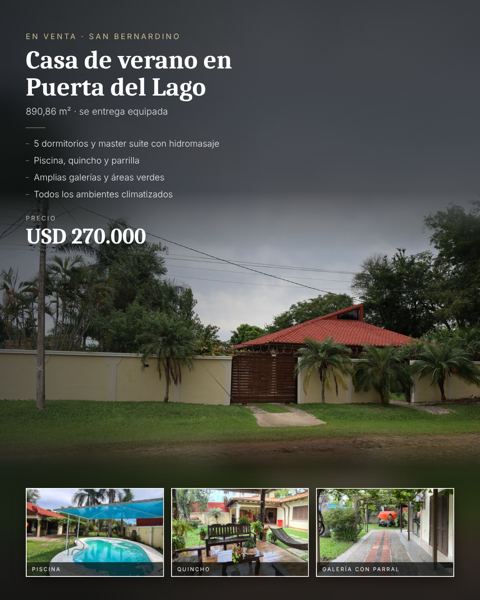 EN VENTA · SAN BERNARDINO
Casa de verano en
Puerta del Lago
890,86 m² · se entrega equipada
– 5 dormitorios y master suite con hidromasaje
– Piscina, quincho y parrilla
– Amplias galerías y áreas verdes
– Todos los ambientes climatizados
PRECIO
USD 270.000
PISCINA
QUINCHO
GALERÍA CON PARRAL